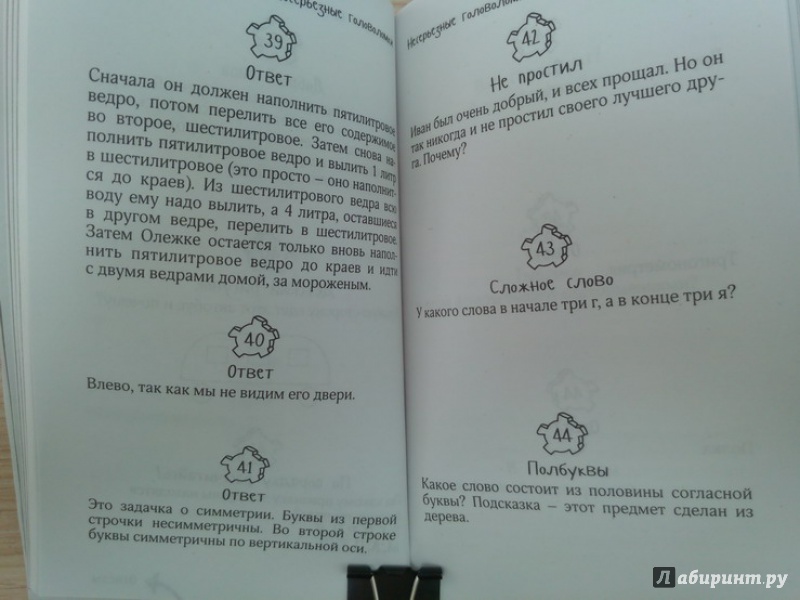 несерьезные головоломки
39
Ответ
Сначала он должен наполнить пятилитровое
ведро, потом перелить все его содержимое
во второе, шестилитровое. Затем снова на-
полнить пятилитровое ведро и вылить 1 литр
в шестилитровое (это просто – оно наполнит-
ся до краев). Из шестилитрового ведра всю
воду ему надо вылить, а 4 литра, оставшиеся
в другом ведре, перелить в шестилитровое.
Затем Олежке остается только вновь напол-
нить пятилитровое ведро до краев и идти
с двумя ведрами домой, за мороженым.
40
Ответ
Влево, так как мы не видим его двери.
41
Ответ
Это задачка о симметрии. Буквы из первой
строчки несимметричны. Во второй строке
буквы симметричны по вертикальной оси.
Несерьезные головоломки
42
Не простил
Иван был очень добрый, и всех прощал. Но он
так никогда и не простил своего лучшего дру-
га. Почему?
43
Сложное слово
У какого слова в начале три г, а в конце три я?
44
Полбуквы
Какое слово состоит из половины согласной
буквы? Подсказка – этот предмет сделан из
дерева.
Лабиринт.ру